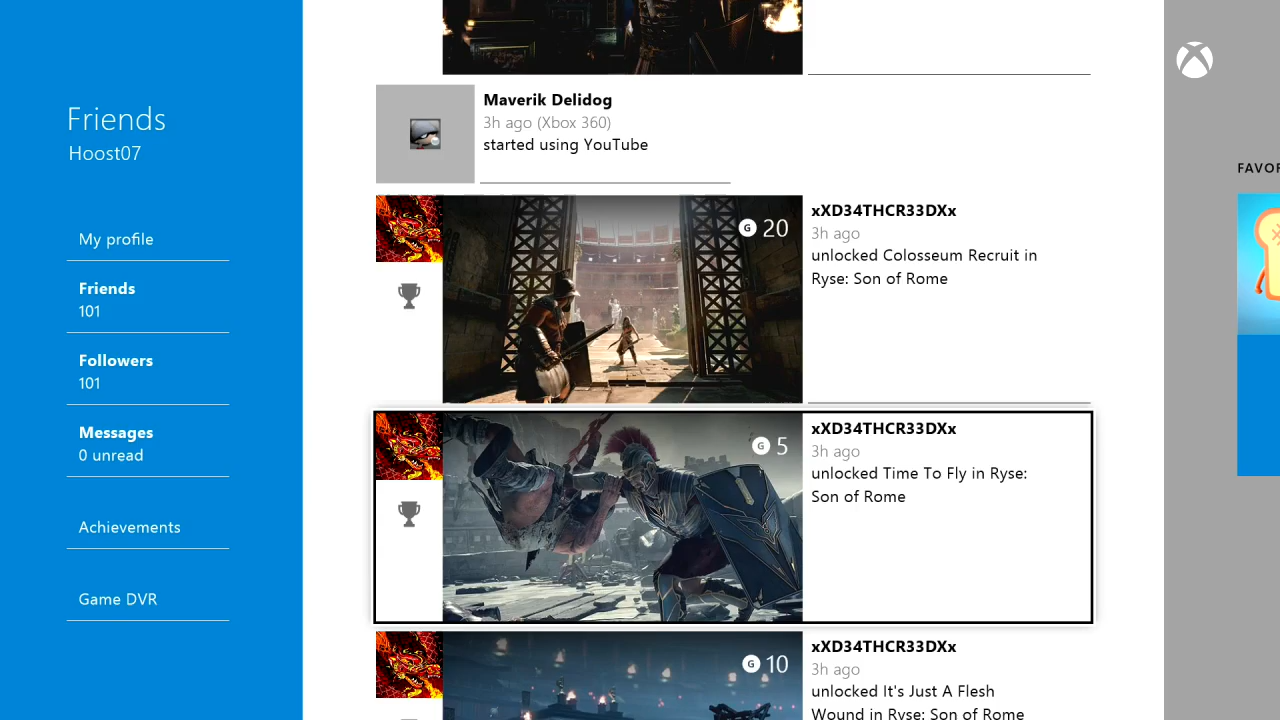 Friends
Hoost07
My profile
Friends
101
Followers
101
Messages
0 unread
Achievements
Game DVR
Maverik Delidog
3h ago (Xbox 360)
started using YouTube
G 20
xXD34THCR33DXx
3h ago
unlocked Colosseum Recruit in
Ryse: Son of Rome
G 5
xXD34THCR33DXx
3h ago
unlocked Time To Fly in Ryse:
Son of Rome
G 10
xXD34THCR33DXx
3h ago
unlocked It's Just A Flesh
Wound in Ryse: Son of Rome
FAVOR